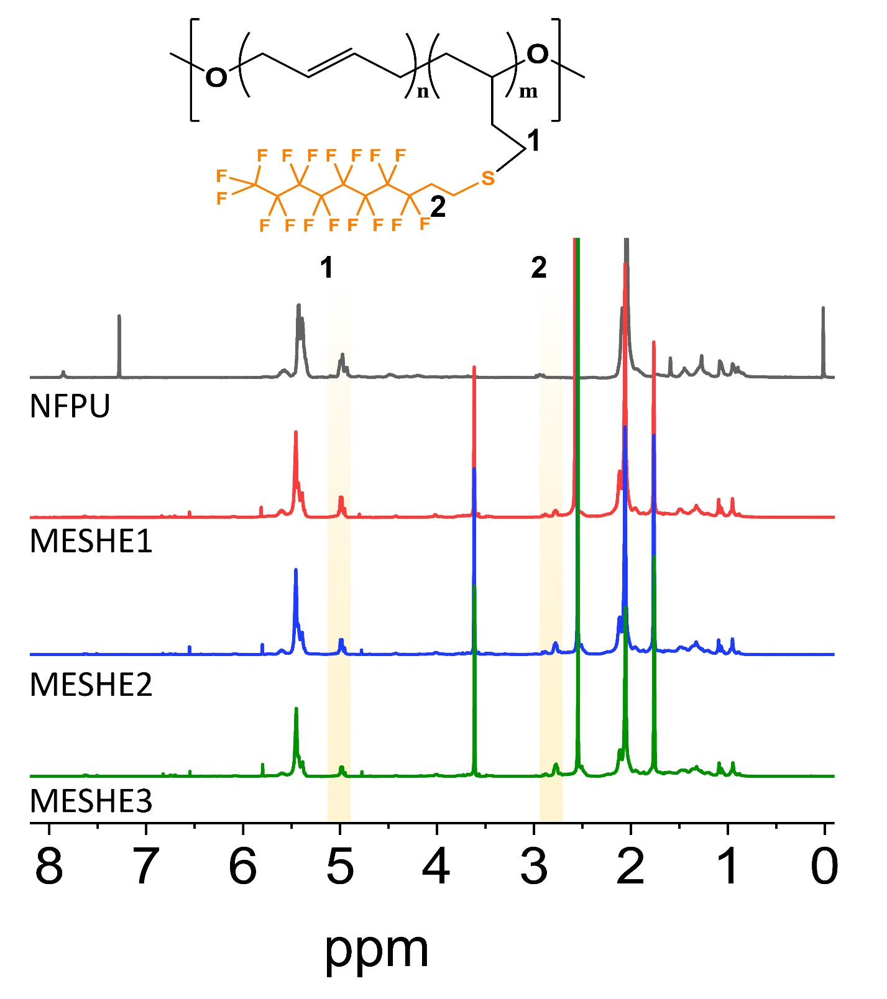 O O
n m
1
F F F F F F F
F
F
S
2
F F F F F F F F
1 2
NFPU
MESHE1
MESHE2
MESHE3
8 7 6 5 4 3 2 1 0
ppm